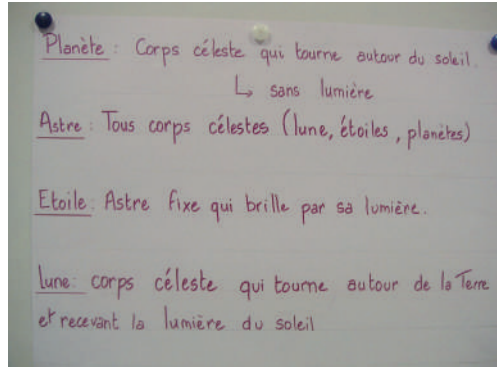 Planète : Corps céleste qui tourne autour du soleil.
↳ sans lumière
Astre : Tous corps célestes (lune, étoiles, planètes)
Etoile : Astre fixe qui brille par sa lumière.
Lune : corps céleste qui tourne autour de la Terre
et recevant la lumière du soleil